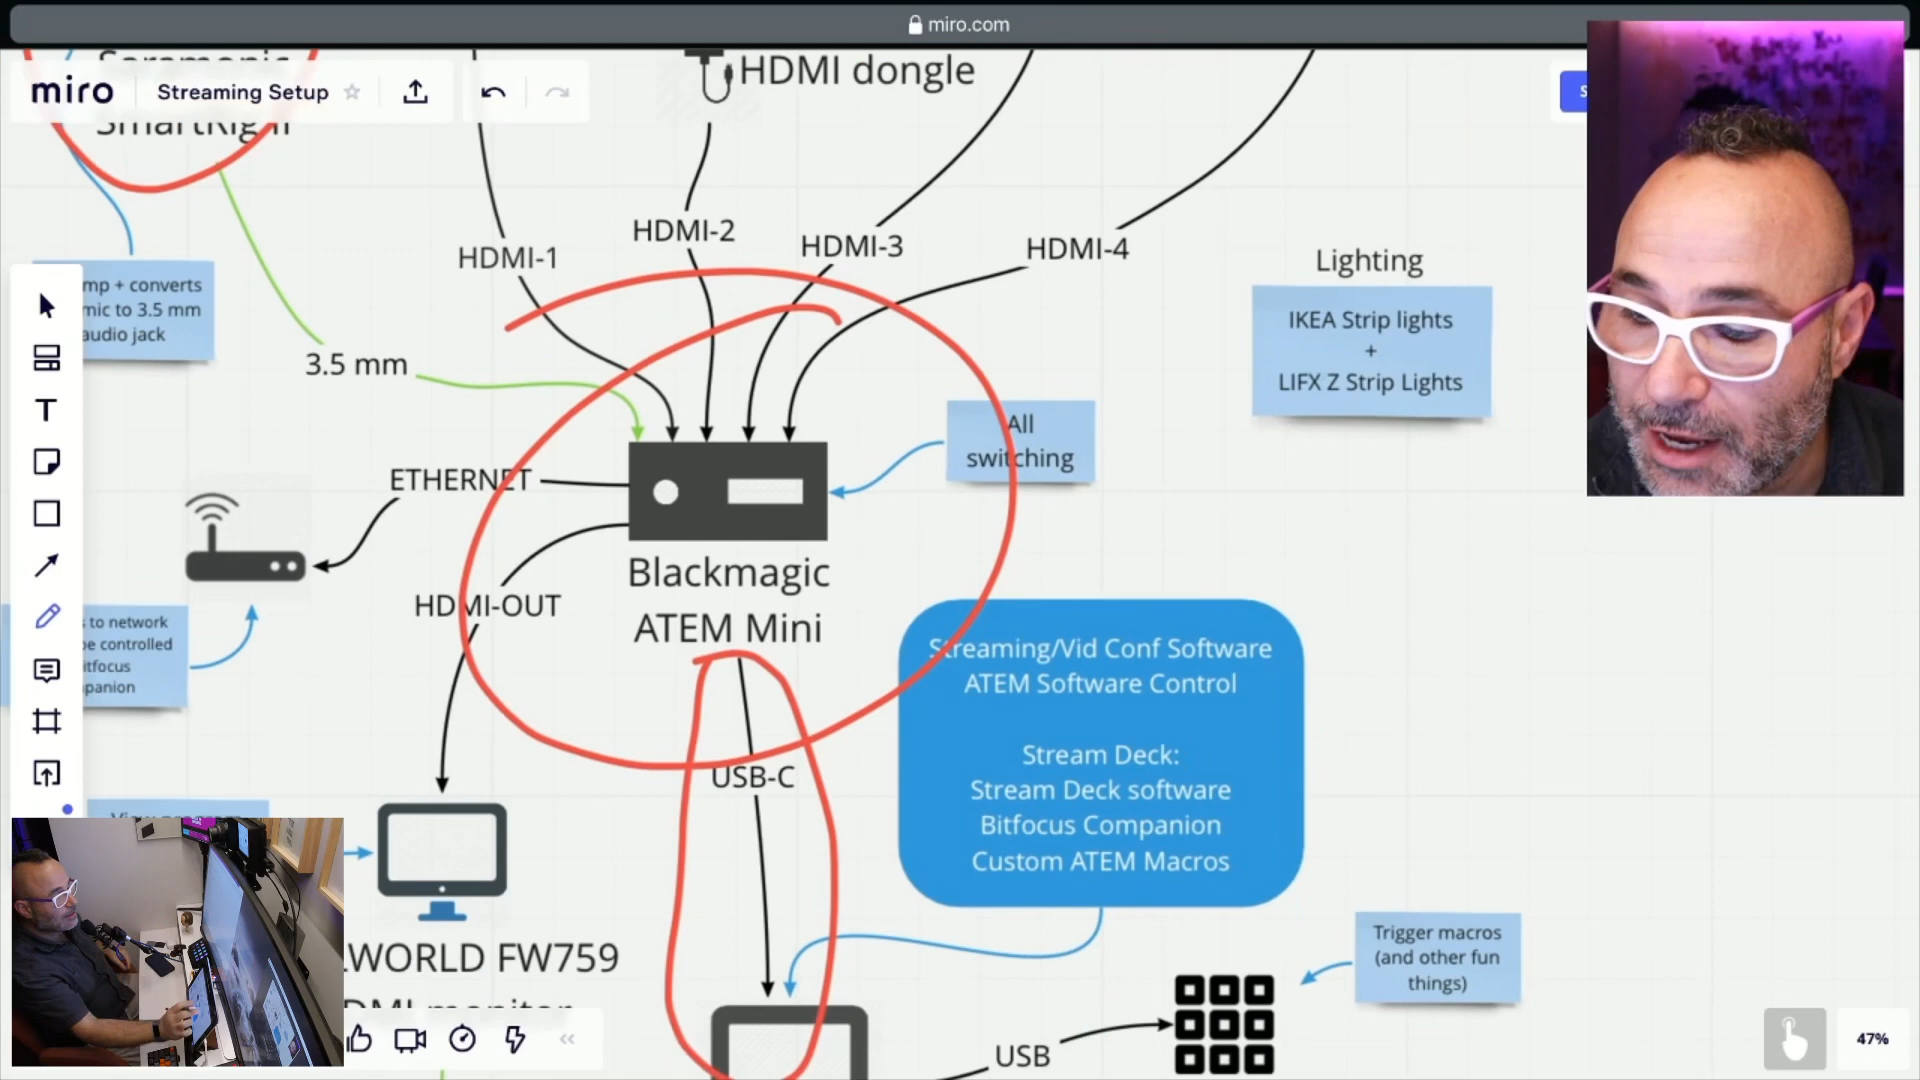 miro.com
miro
Streaming Setup
HDMI dongle
HDMI-1
HDMI-2
HDMI-3
HDMI-4
Lighting
IKEA Strip lights
+
LIFX Z Strip Lights
mp + converts
mic to 3.5 mm
audio jack
3.5 mm
All
switching
ETHERNET
Blackmagic
ATEM Mini
HDMI-OUT
to network
be controlled
itfocus
panion
Streaming/Vid Conf Software
ATEM Software Control
Stream Deck:
Stream Deck software
Bitfocus Companion
Custom ATEM Macros
USB-C
WORLD FW759
Trigger macros
(and other fun
things)
USB
47%